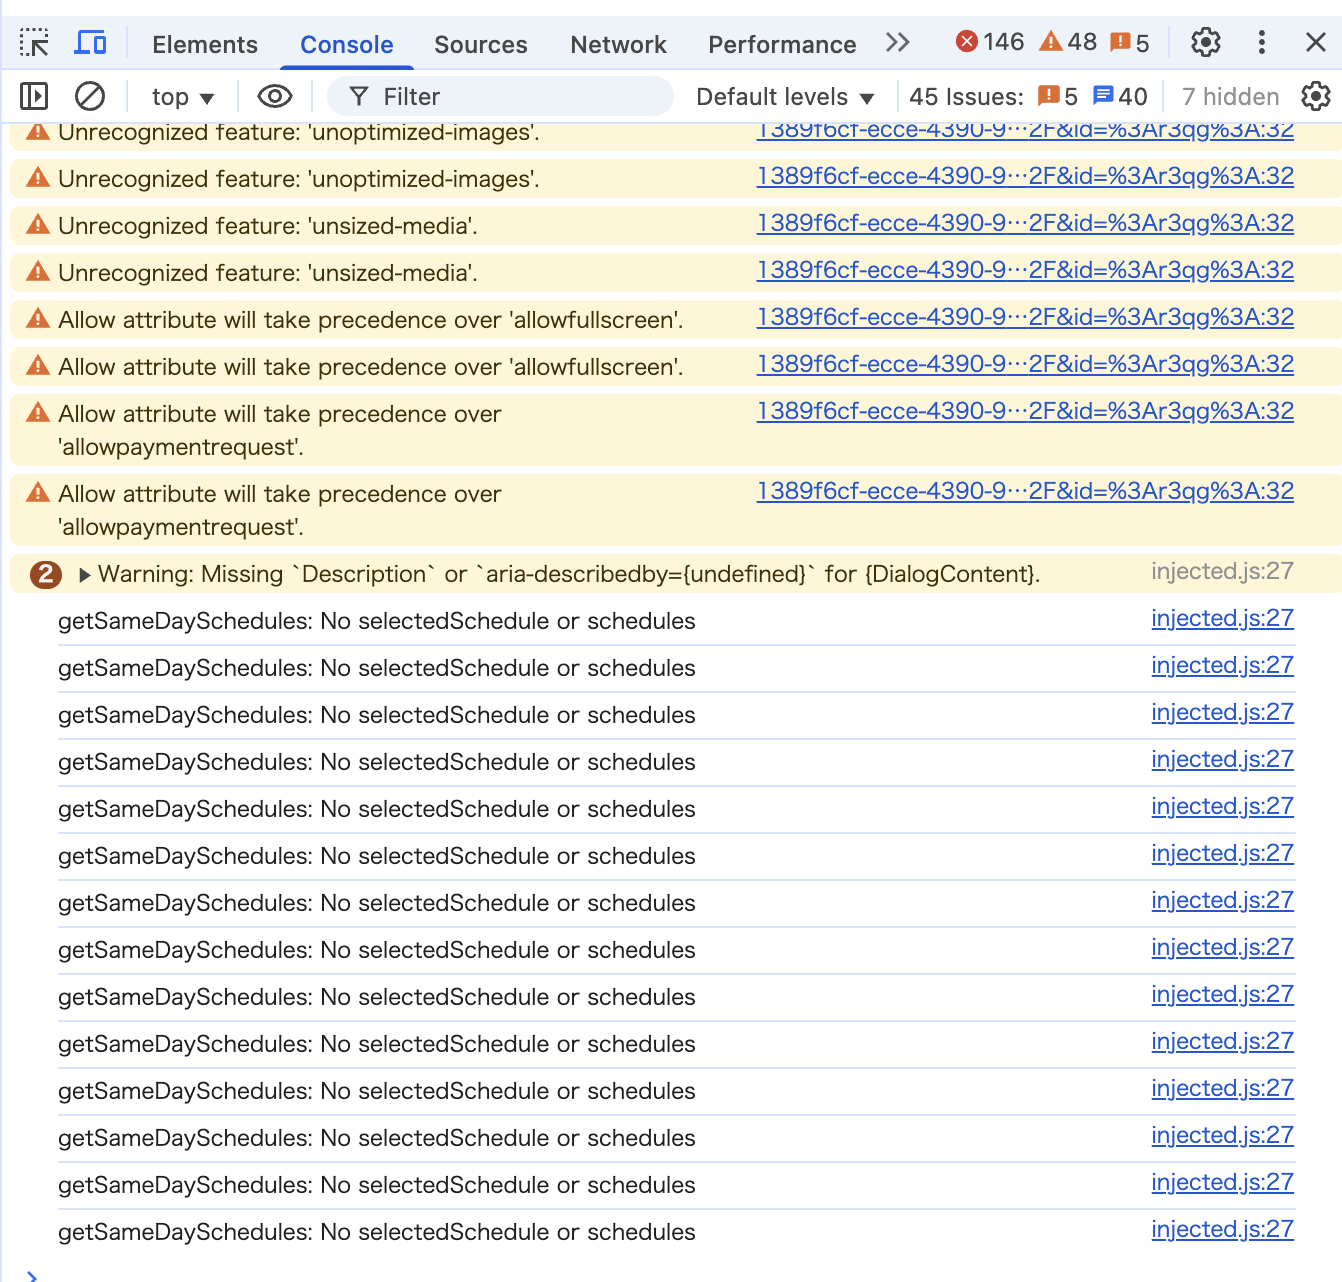 Elements Console Sources Network Performance 146 48 5
top Filter Default levels 45 Issues: 5 40 7 hidden
Unrecognized feature: 'unoptimized-images'. 1389f6cf-ecce-4390-9…2F&id=%3Ar3qg%3A:32
Unrecognized feature: 'unoptimized-images'. 1389f6cf-ecce-4390-9…2F&id=%3Ar3qg%3A:32
Unrecognized feature: 'unsized-media'. 1389f6cf-ecce-4390-9…2F&id=%3Ar3qg%3A:32
Unrecognized feature: 'unsized-media'. 1389f6cf-ecce-4390-9…2F&id=%3Ar3qg%3A:32
Allow attribute will take precedence over 'allowfullscreen'. 1389f6cf-ecce-4390-9…2F&id=%3Ar3qg%3A:32
Allow attribute will take precedence over 'allowfullscreen'. 1389f6cf-ecce-4390-9…2F&id=%3Ar3qg%3A:32
Allow attribute will take precedence over 1389f6cf-ecce-4390-9…2F&id=%3Ar3qg%3A:32
'allowpaymentrequest'.
Allow attribute will take precedence over 1389f6cf-ecce-4390-9…2F&id=%3Ar3qg%3A:32
'allowpaymentrequest'.
2 Warning: Missing `Description` or `aria-describedby={undefined}` for {DialogContent}. injected.js:27
getSameDaySchedules: No selectedSchedule or schedules injected.js:27
getSameDaySchedules: No selectedSchedule or schedules injected.js:27
getSameDaySchedules: No selectedSchedule or schedules injected.js:27
getSameDaySchedules: No selectedSchedule or schedules injected.js:27
getSameDaySchedules: No selectedSchedule or schedules injected.js:27
getSameDaySchedules: No selectedSchedule or schedules injected.js:27
getSameDaySchedules: No selectedSchedule or schedules injected.js:27
getSameDaySchedules: No selectedSchedule or schedules injected.js:27
getSameDaySchedules: No selectedSchedule or schedules injected.js:27
getSameDaySchedules: No selectedSchedule or schedules injected.js:27
getSameDaySchedules: No selectedSchedule or schedules injected.js:27
getSameDaySchedules: No selectedSchedule or schedules injected.js:27
getSameDaySchedules: No selectedSchedule or schedules injected.js:27
getSameDaySchedules: No selectedSchedule or schedules injected.js:27